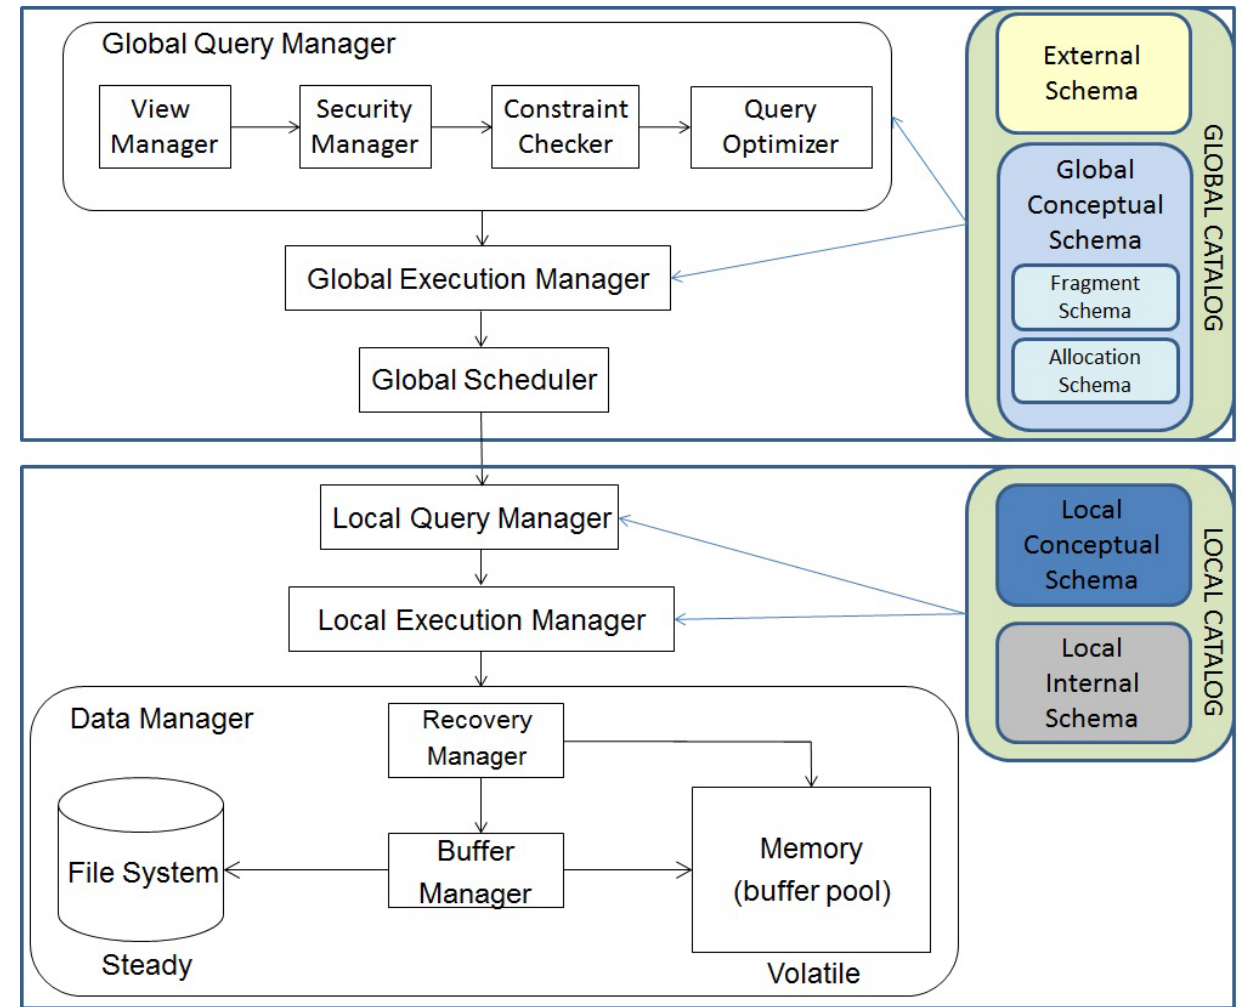 Global Query Manager
View
Manager
Security
Manager
Constraint
Checker
Query
Optimizer
Global Execution Manager
Global Scheduler
External
Schema
Global
Conceptual
Schema
Fragment
Schema
Allocation
Schema
GLOBAL CATALOG
Local Query Manager
Local Execution Manager
Local
Conceptual
Schema
Local
Internal
Schema
LOCAL CATALOG
Data Manager
Recovery
Manager
File System
Buffer
Manager
Memory
(buffer pool)
Steady
Volatile